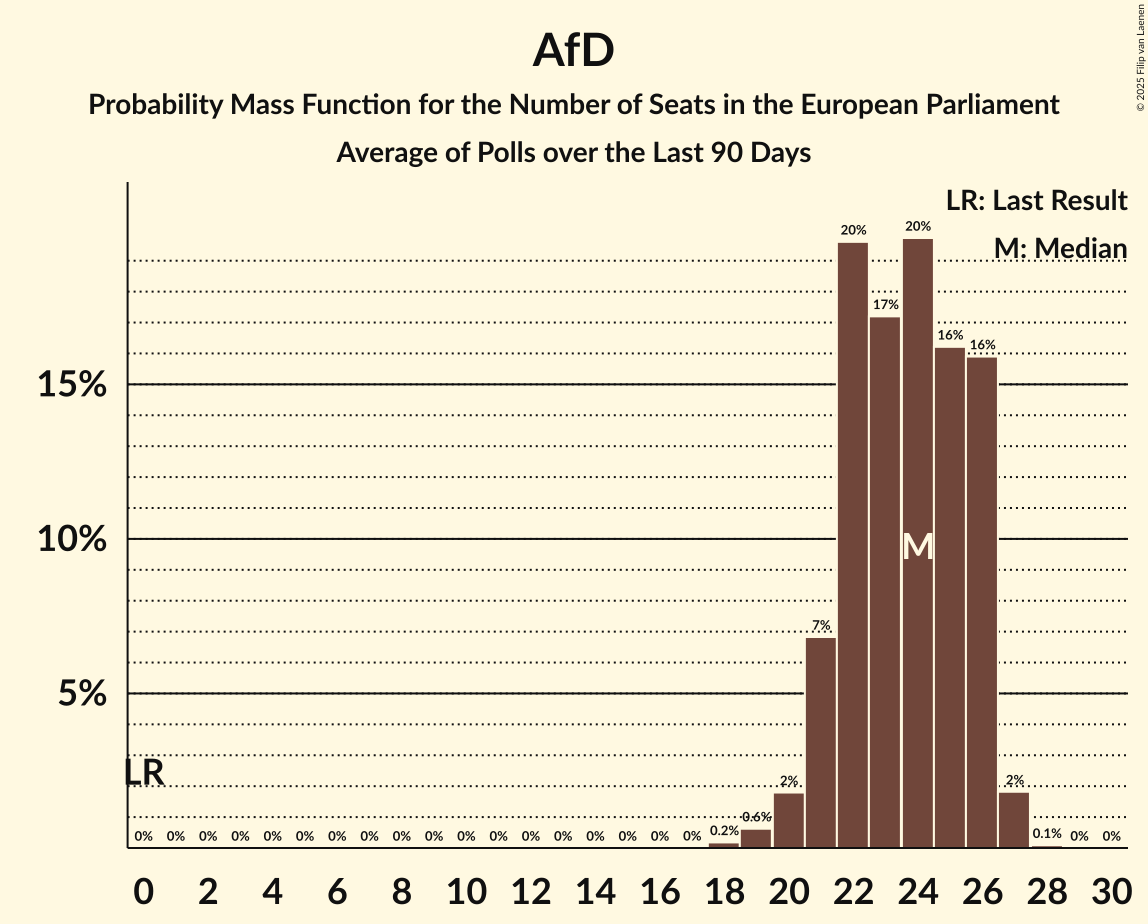 AfD
Probability Mass Function for the Number of Seats in the European Parliament
Average of Polls over the Last 90 Days
© 2025 Filip van Laenen
LR: Last Result
M: Median
15%
10%
5%
LR
M
0% 0% 0% 0% 0% 0% 0% 0% 0% 0% 0% 0% 0% 0% 0% 0% 0% 0% 0.2% 0.6% 2% 7% 20% 17% 20% 16% 16% 2% 0.1% 0% 0%
0 2 4 6 8 10 12 14 16 18 20 22 24 26 28 30